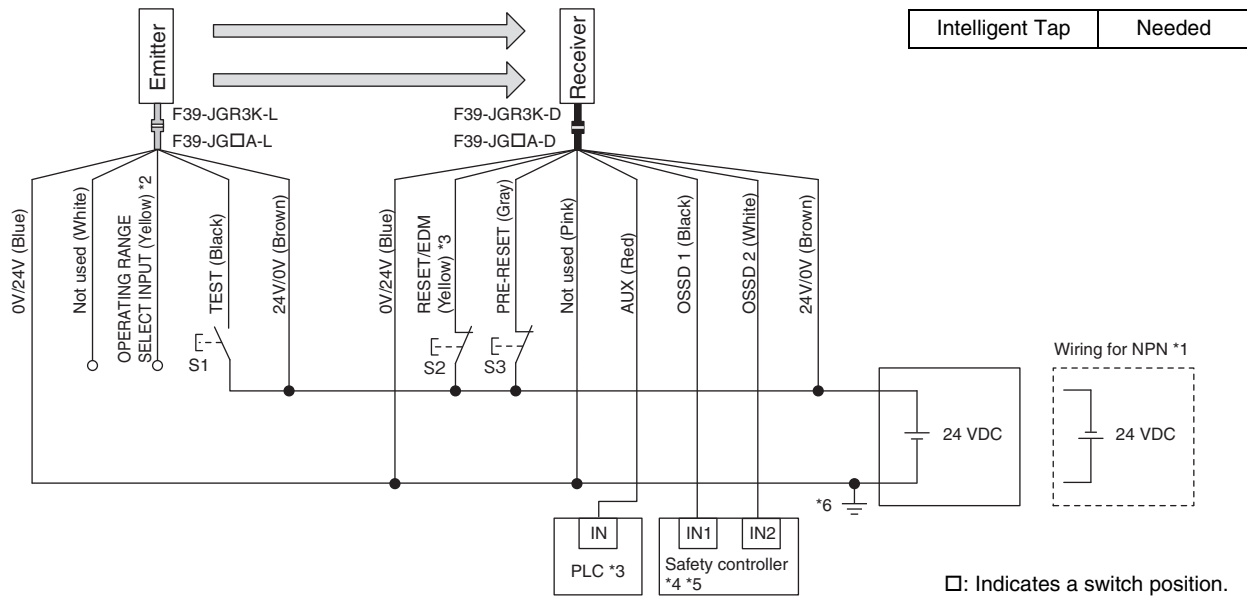 Emitter
Receiver
Intelligent Tap
Needed
F39-JGR3K-L
F39-JG□A-L
F39-JGR3K-D
F39-JG□A-D
0V/24V (Blue)
Not used (White)
OPERATING RANGE
SELECT INPUT (Yellow) *2
TEST (Black)
24V/0V (Brown)
0V/24V (Blue)
RESET/EDM
(Yellow) *3
PRE-RESET (Gray)
Not used (Pink)
AUX (Red)
OSSD 1 (Black)
OSSD 2 (White)
24V/0V (Brown)
S1
S2
S3
Wiring for NPN *1
24 VDC
24 VDC
*6
IN
PLC *3
IN1
IN2
Safety controller
*4 *5
□: Indicates a switch position.